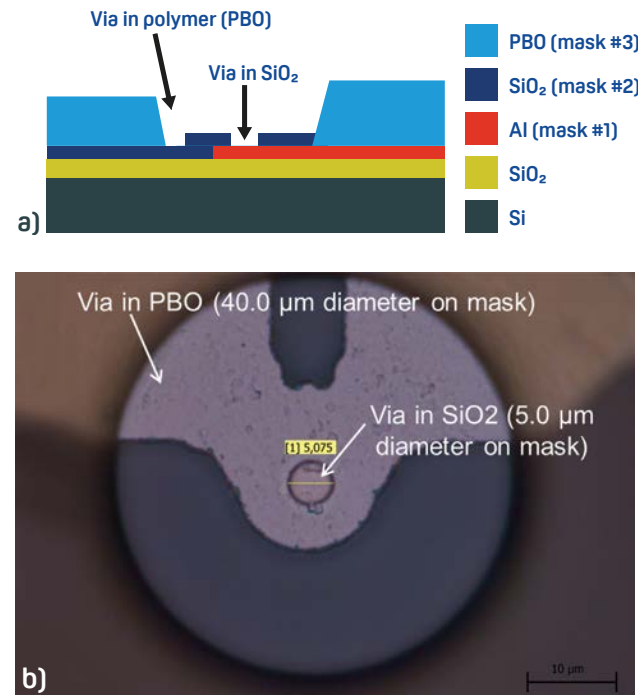 Via in polymer (PBO)
Via in SiO₂
PBO (mask #3)
SiO₂ (mask #2)
Al (mask #1)
SiO₂
Si
a)
Via in PBO (40.0 µm diameter on mask)
Via in SiO2 (5.0 µm
diameter on mask)
[1] 5,075
b)
10 µm